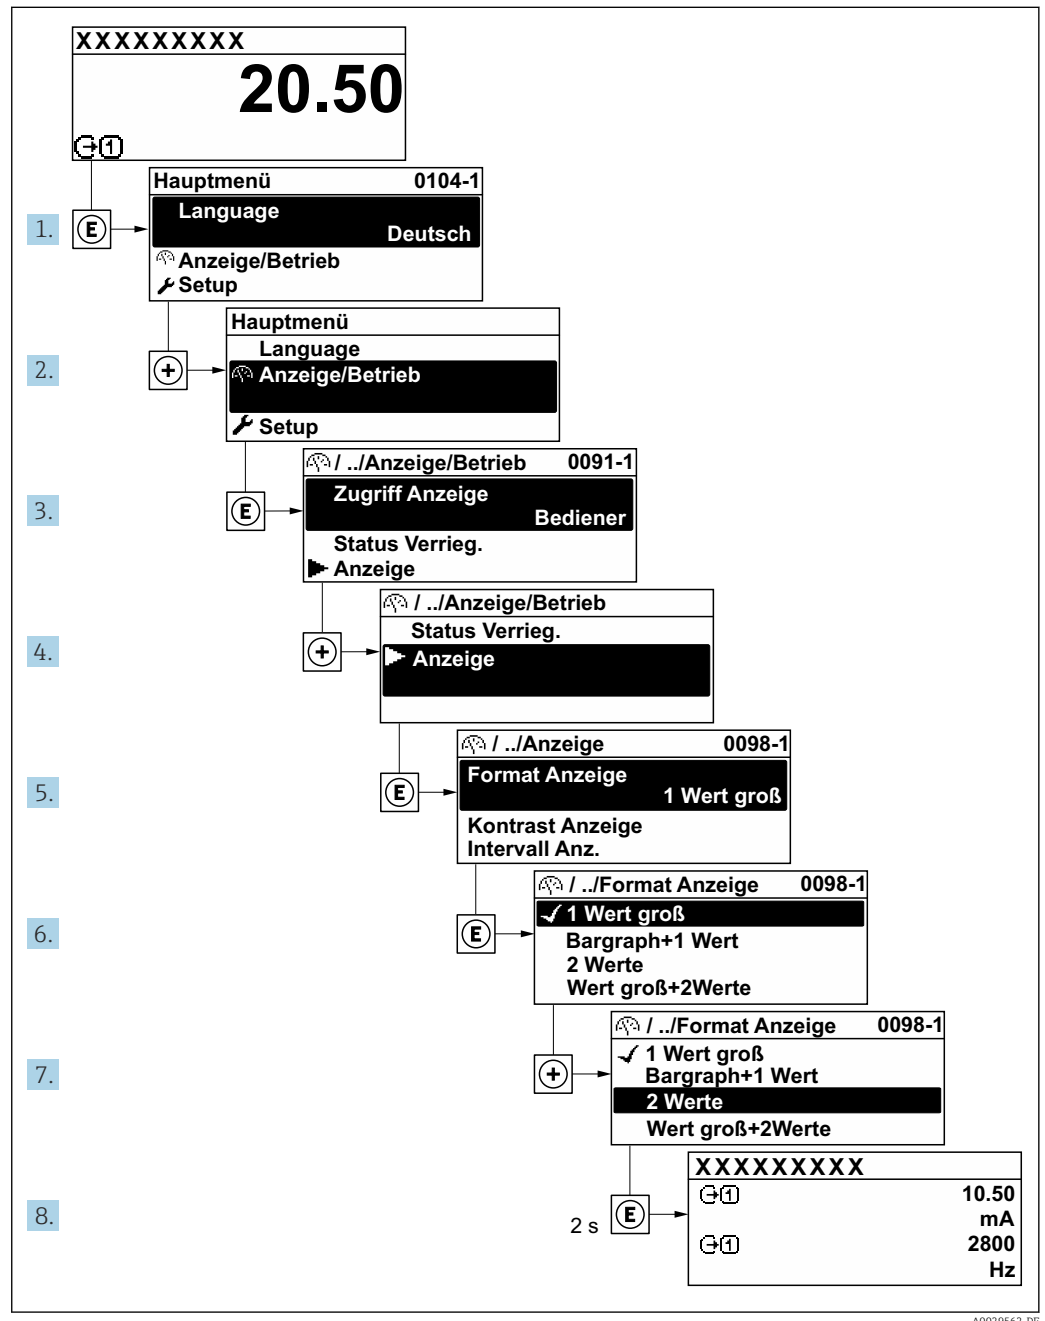 XXXXXXXXX
20.50
1
Hauptmenü 0104-1
Language
Deutsch
1. E
Anzeige/Betrieb
Setup
Hauptmenü
Language
2. + Anzeige/Betrieb
Setup
/ ../Anzeige/Betrieb 0091-1
Zugriff Anzeige
3. E Bediener
Status Verrieg.
Anzeige
/ ../Anzeige/Betrieb
Status Verrieg.
4. + Anzeige
/ ../Anzeige 0098-1
Format Anzeige
5. E 1 Wert groß
Kontrast Anzeige
Intervall Anz.
/ ../Format Anzeige 0098-1
1 Wert groß
6. E Bargraph+1 Wert
2 Werte
Wert groß+2Werte
/ ../Format Anzeige 0098-1
1 Wert groß
7. + Bargraph+1 Wert
2 Werte
Wert groß+2Werte
XXXXXXXXX
1 10.50
8. 2 s E mA
1 2800
Hz